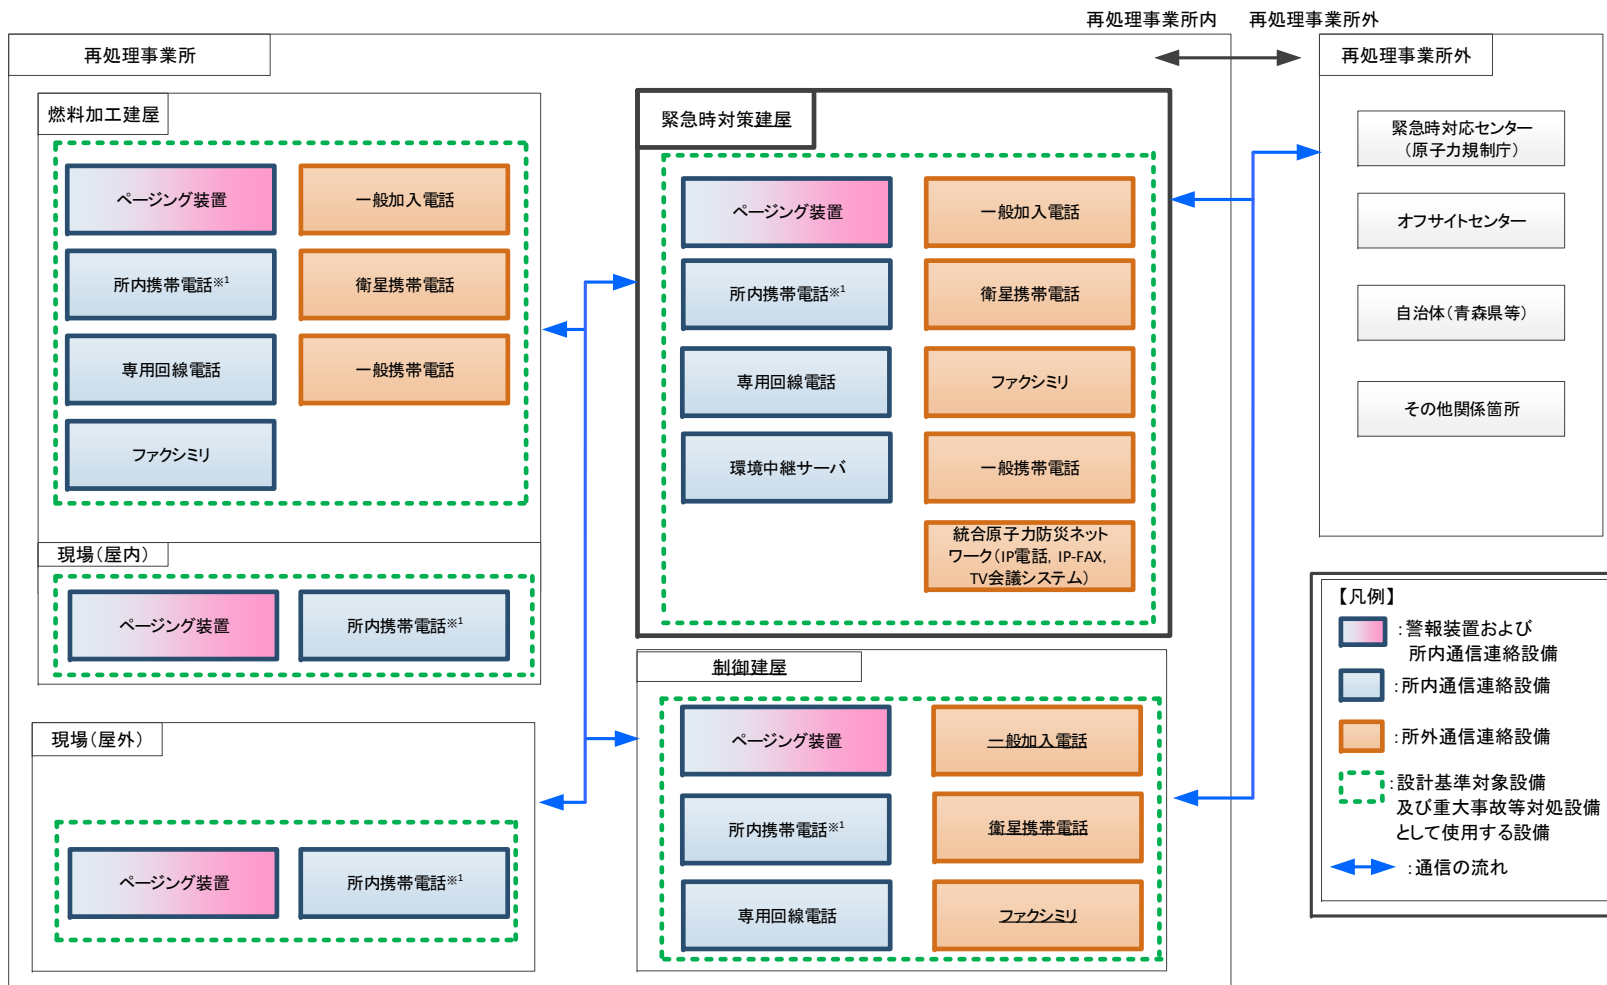 再処理事業所内
再処理事業所外
再処理事業所
燃料加工建屋
ページング装置
一般加入電話
所内携帯電話※1
衛星携帯電話
専用回線電話
一般携帯電話
ファクシミリ
現場(屋内)
ページング装置
所内携帯電話※1
現場(屋外)
ページング装置
所内携帯電話※1
緊急時対策建屋
ページング装置
一般加入電話
所内携帯電話※1
衛星携帯電話
専用回線電話
ファクシミリ
環境中継サーバ
一般携帯電話
統合原子力防災ネット
ワーク(IP電話, IP-FAX,
TV会議システム)
制御建屋
ページング装置
一般加入電話
所内携帯電話※1
衛星携帯電話
専用回線電話
ファクシミリ
再処理事業所外
緊急時対応センター
(原子力規制庁)
オフサイトセンター
自治体(青森県等)
その他関係箇所
【凡例】
:警報装置および
所内通信連絡設備
:所内通信連絡設備
:所外通信連絡設備
:設計基準対象設備
及び重大事故等対処設備
として使用する設備
:通信の流れ